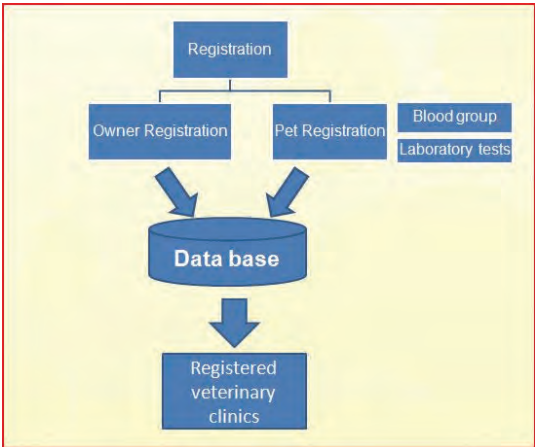 Registration
Owner Registration
Pet Registration
Blood group
Laboratory tests
Data base
Registered
veterinary
clinics